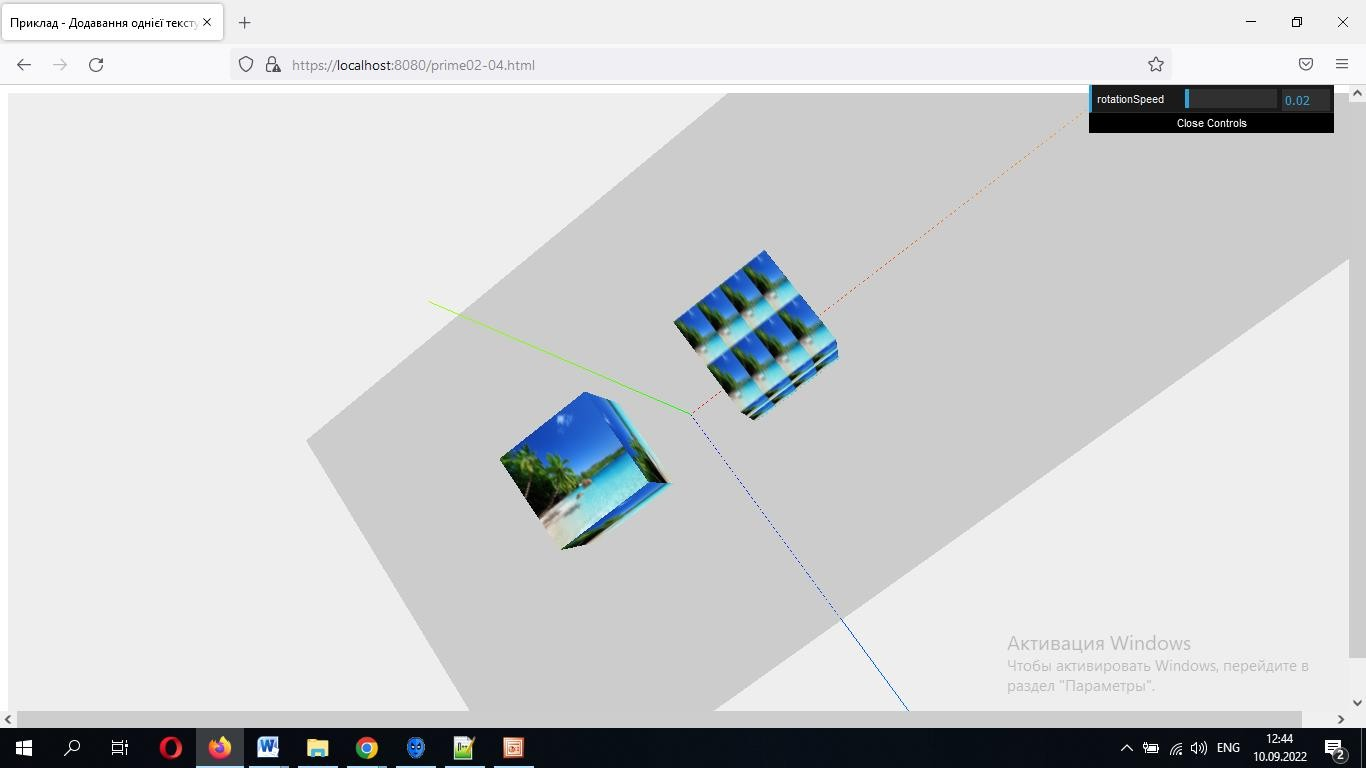 Приклад - Додавання однієї тексту
https://localhost:8080/prime02-04.html
rotationSpeed
0.02
Close Controls
Активация Windows
Чтобы активировать Windows, перейдите в
раздел "Параметры".
ENG
12:44
10.09.2022
2